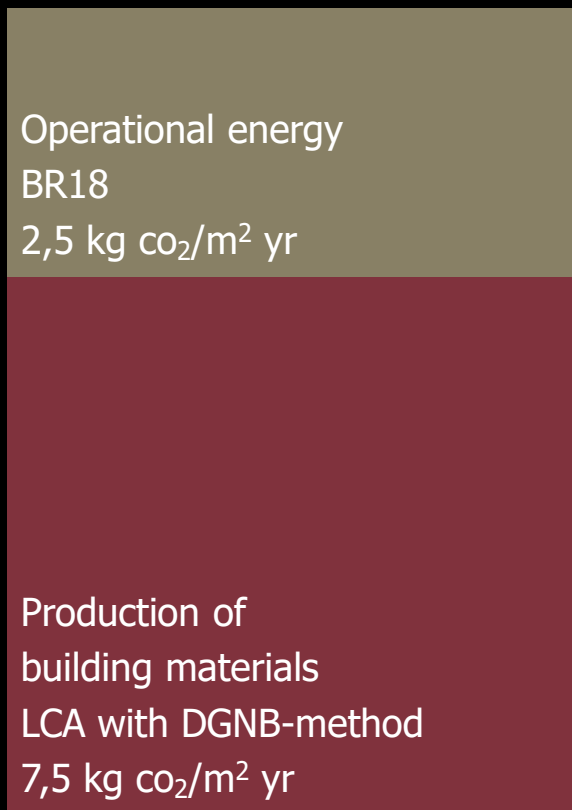 Operational energy
BR18
2,5 kg co₂/m² yr
Production of
building materials
LCA with DGNB-method
7,5 kg co₂/m² yr